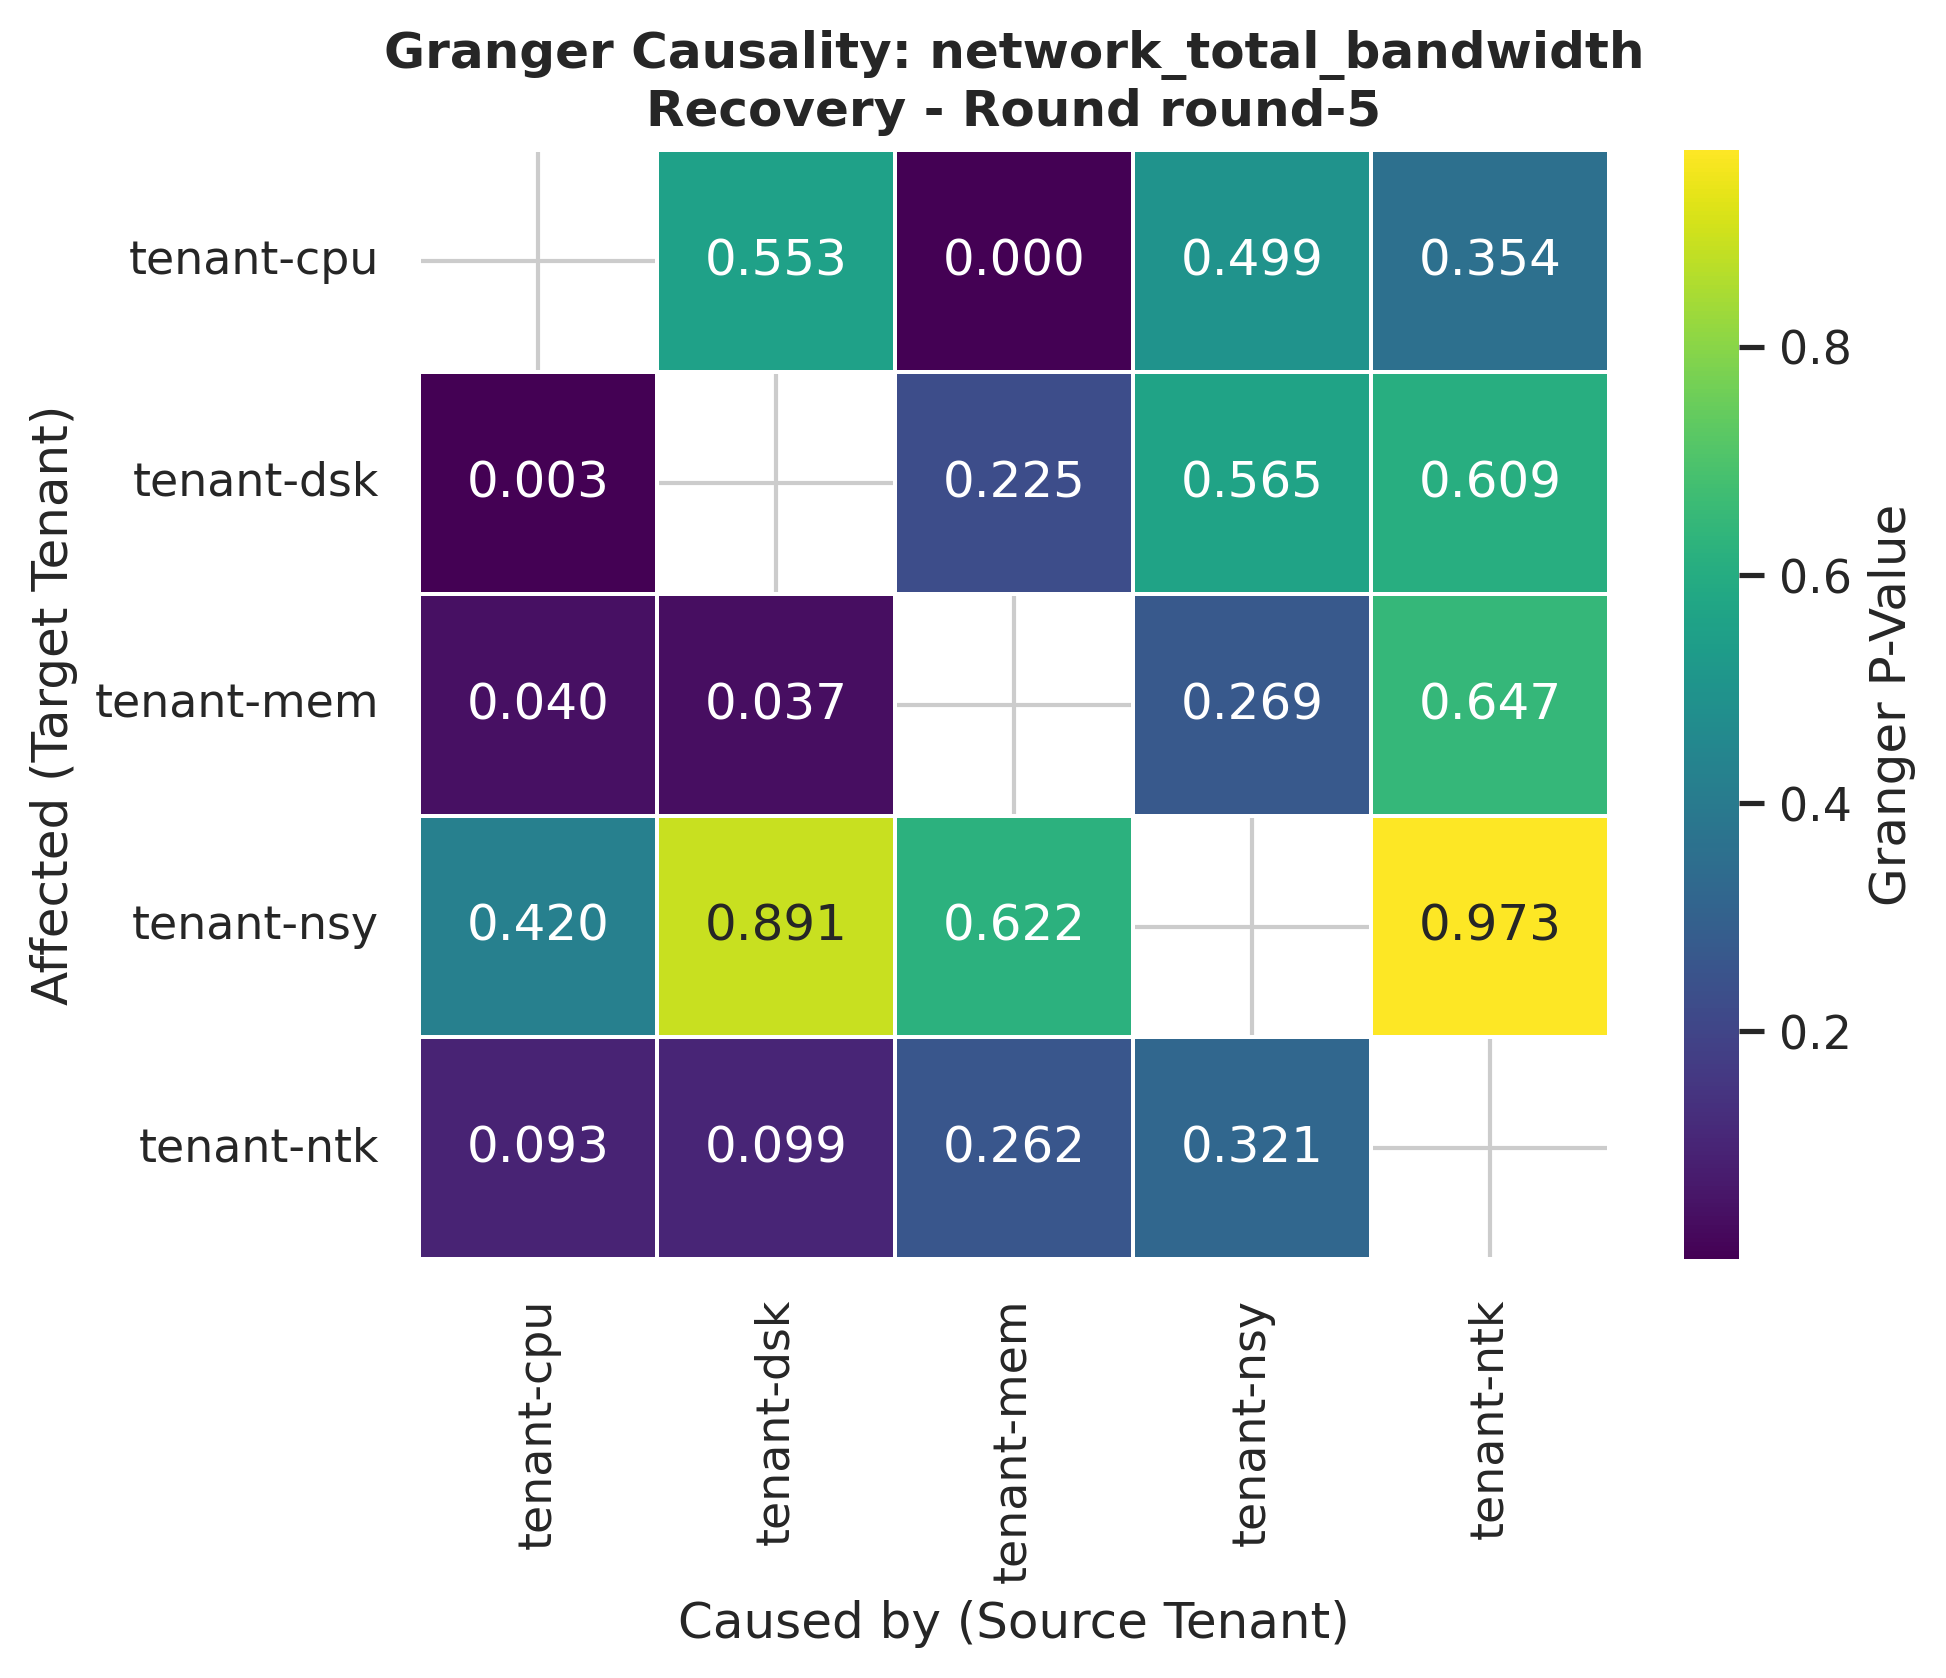 Granger Causality: network_total_bandwidth
Recovery - Round round-5
Affected (Target Tenant)
tenant-cpu 0.553 0.000 0.499 0.354
tenant-dsk 0.003 0.225 0.565 0.609
tenant-mem 0.040 0.037 0.269 0.647
tenant-nsy 0.420 0.891 0.622 0.973
tenant-ntk 0.093 0.099 0.262 0.321
tenant-cpu
tenant-dsk
tenant-mem
tenant-nsy
tenant-ntk
Caused by (Source Tenant)
0.8
0.6
0.4
0.2
Granger P-Value